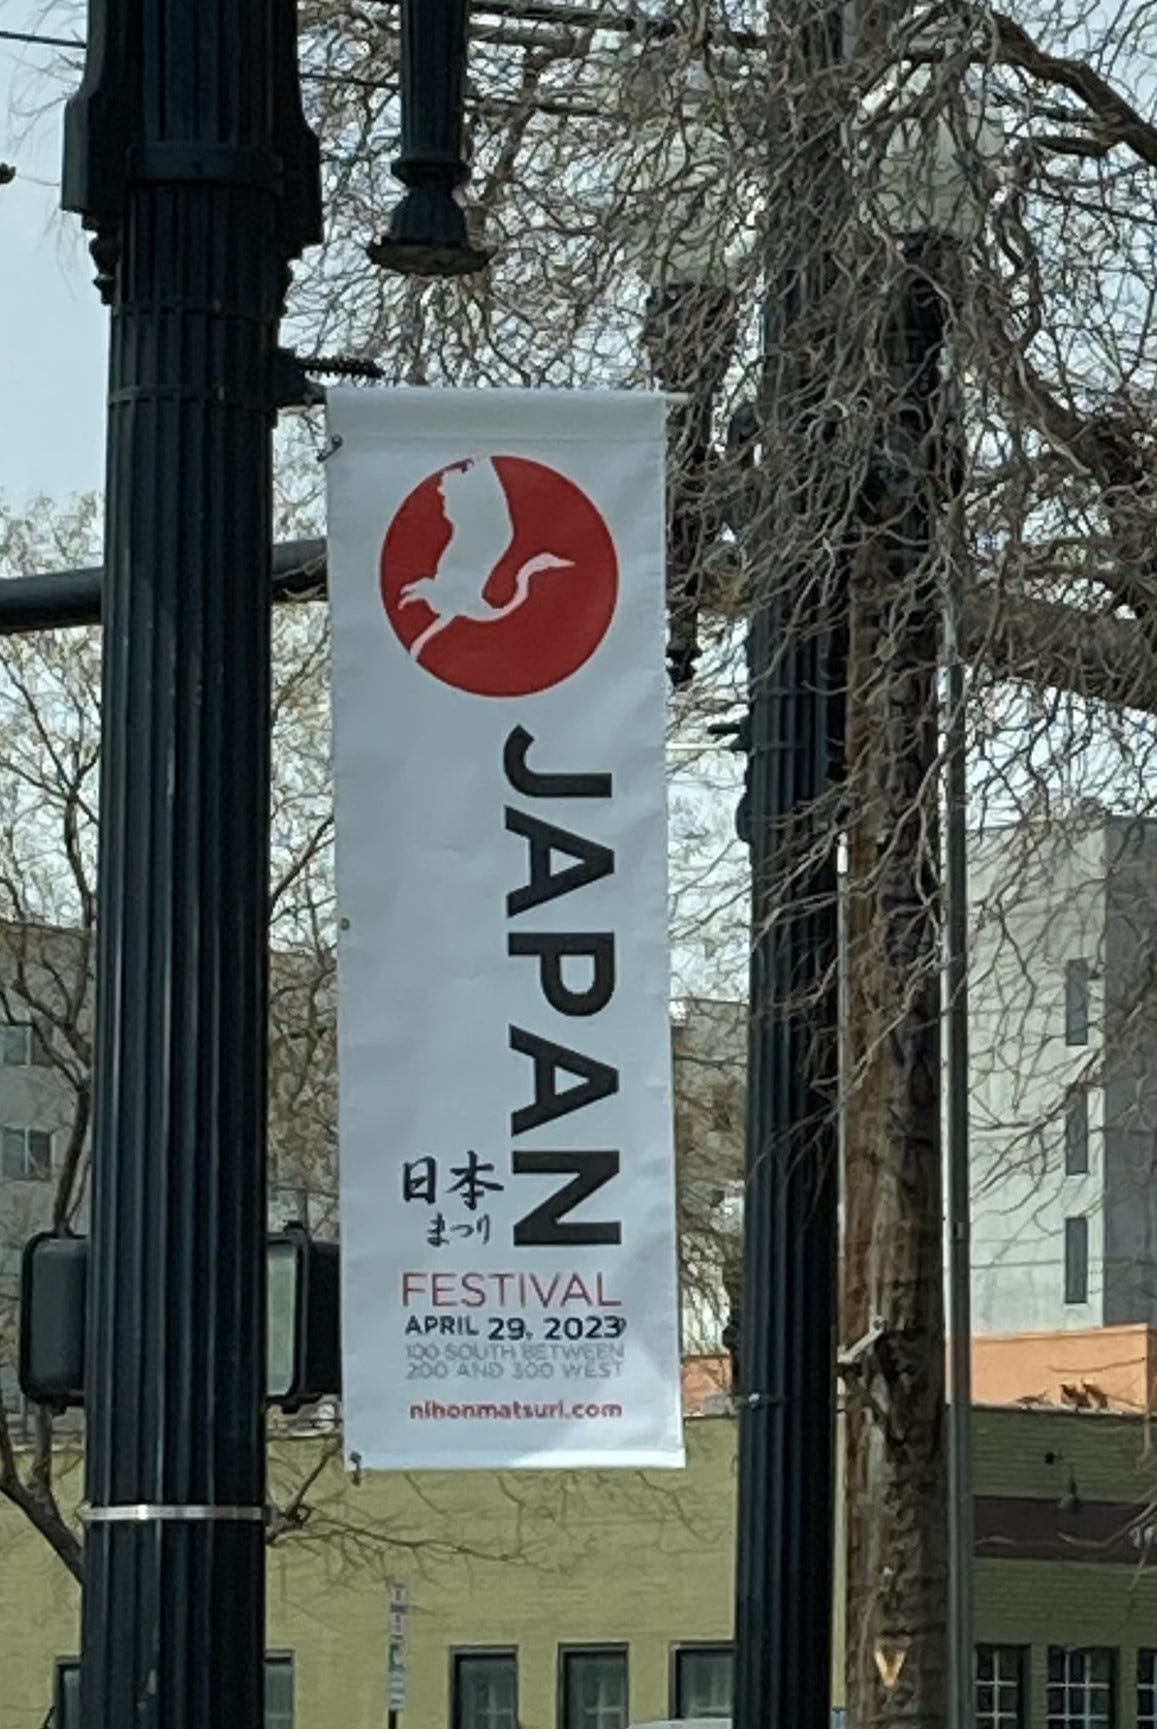 JAPAN
日本
まつり
FESTIVAL
APRIL 29, 2023
100 SOUTH BETWEEN
200 AND 300 WEST
nihonmatsuri.com